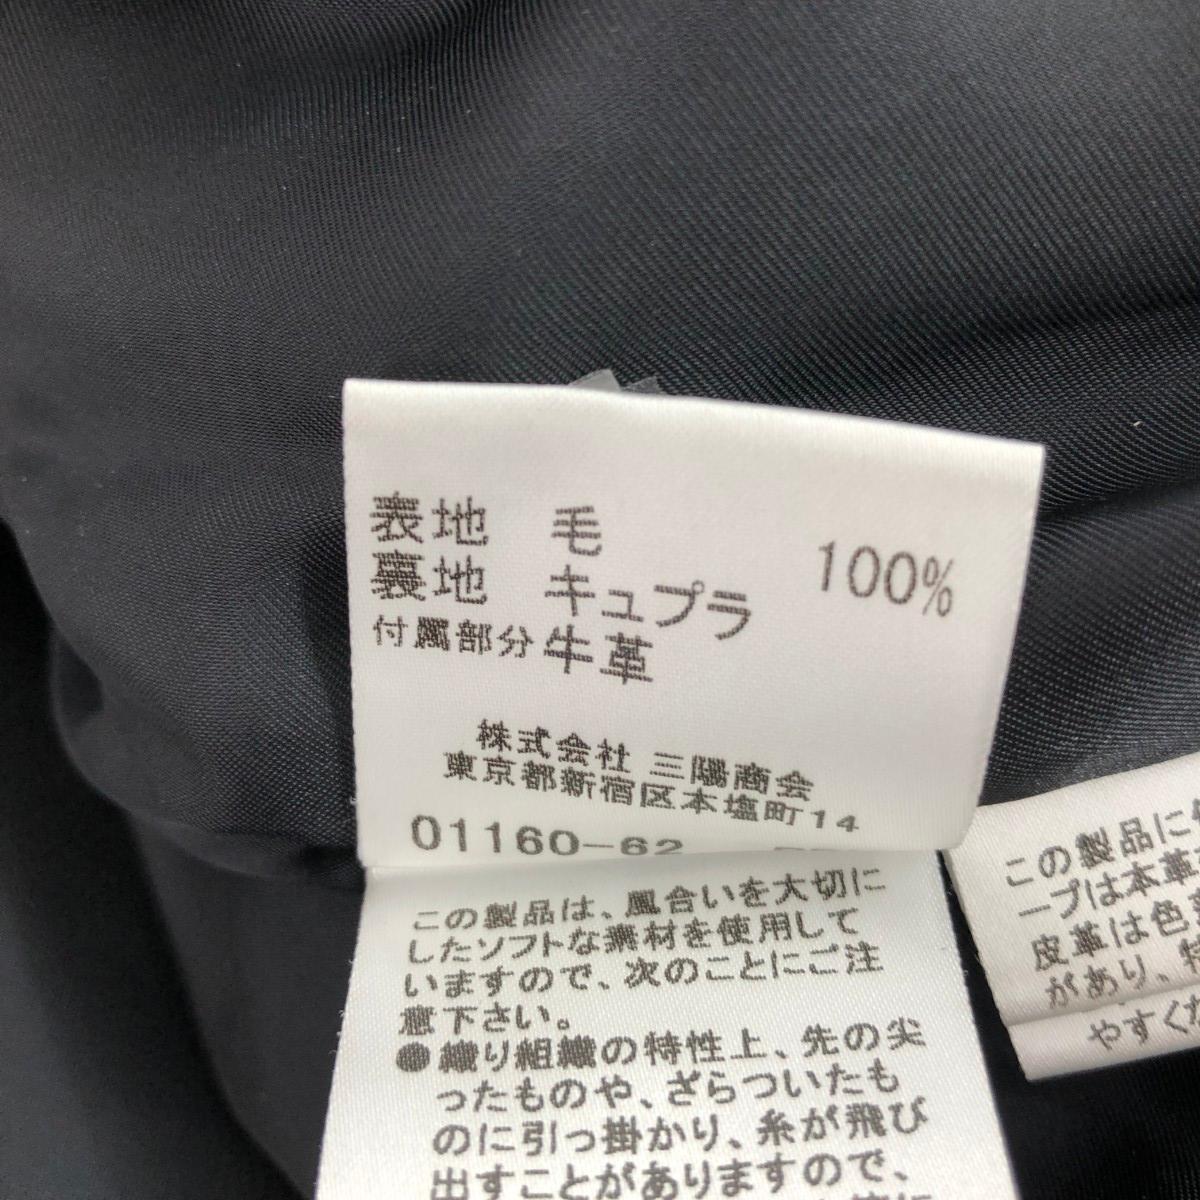 表地 毛 100%
裏地 キュプラ
付属部分 牛革
株式会社 三陽商会
東京都新宿区本塩町14
01160-62
この製品は、風合いを大切に
したソフトな素材を使用して
いますので、次のことにご注
意下さい。
●織り組織の特性上、先の尖
ったものや、ざらついたも
のに引っ掛かり、糸が飛び
出すことがありますので、
この製品に
ープは本革
皮革は色
があり、特
やすく